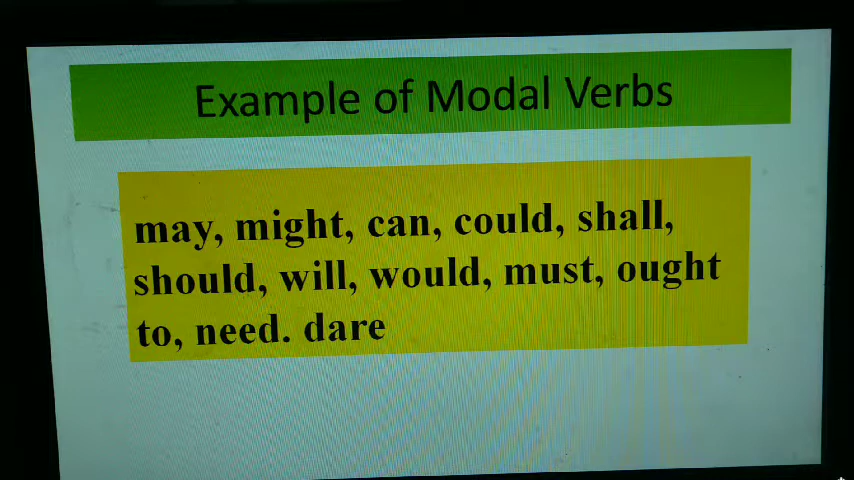 Example of Modal Verbs
may, might, can, could, shall,
should, will, would, must, ought
to, need. dare